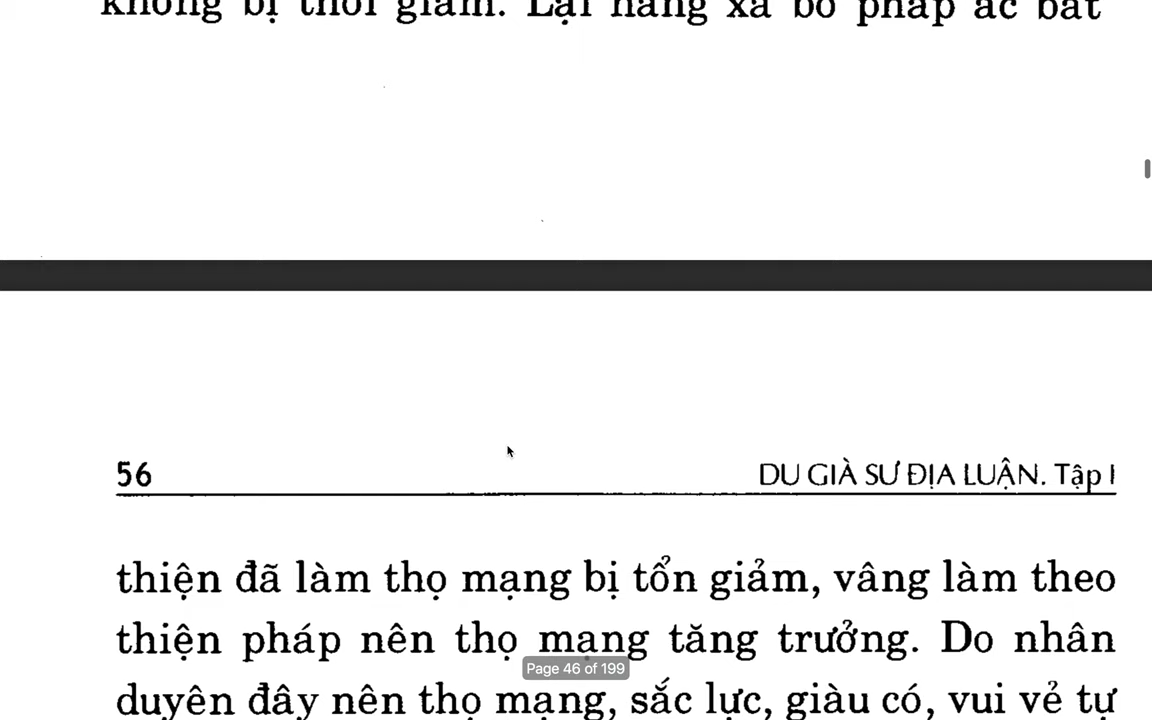 không bị thối giảm. Lại năng xả bỏ pháp ác bất
56
DU GIÀ SƯ ĐỊA LUẬN. Tập I
thiện đã làm thọ mạng bị tổn giảm, vâng làm theo
thiện pháp nên thọ mạng tăng trưởng. Do nhân
Page 46 of 199
duyên đây nên thọ mạng, sắc lực, giàu có, vui vẻ tự